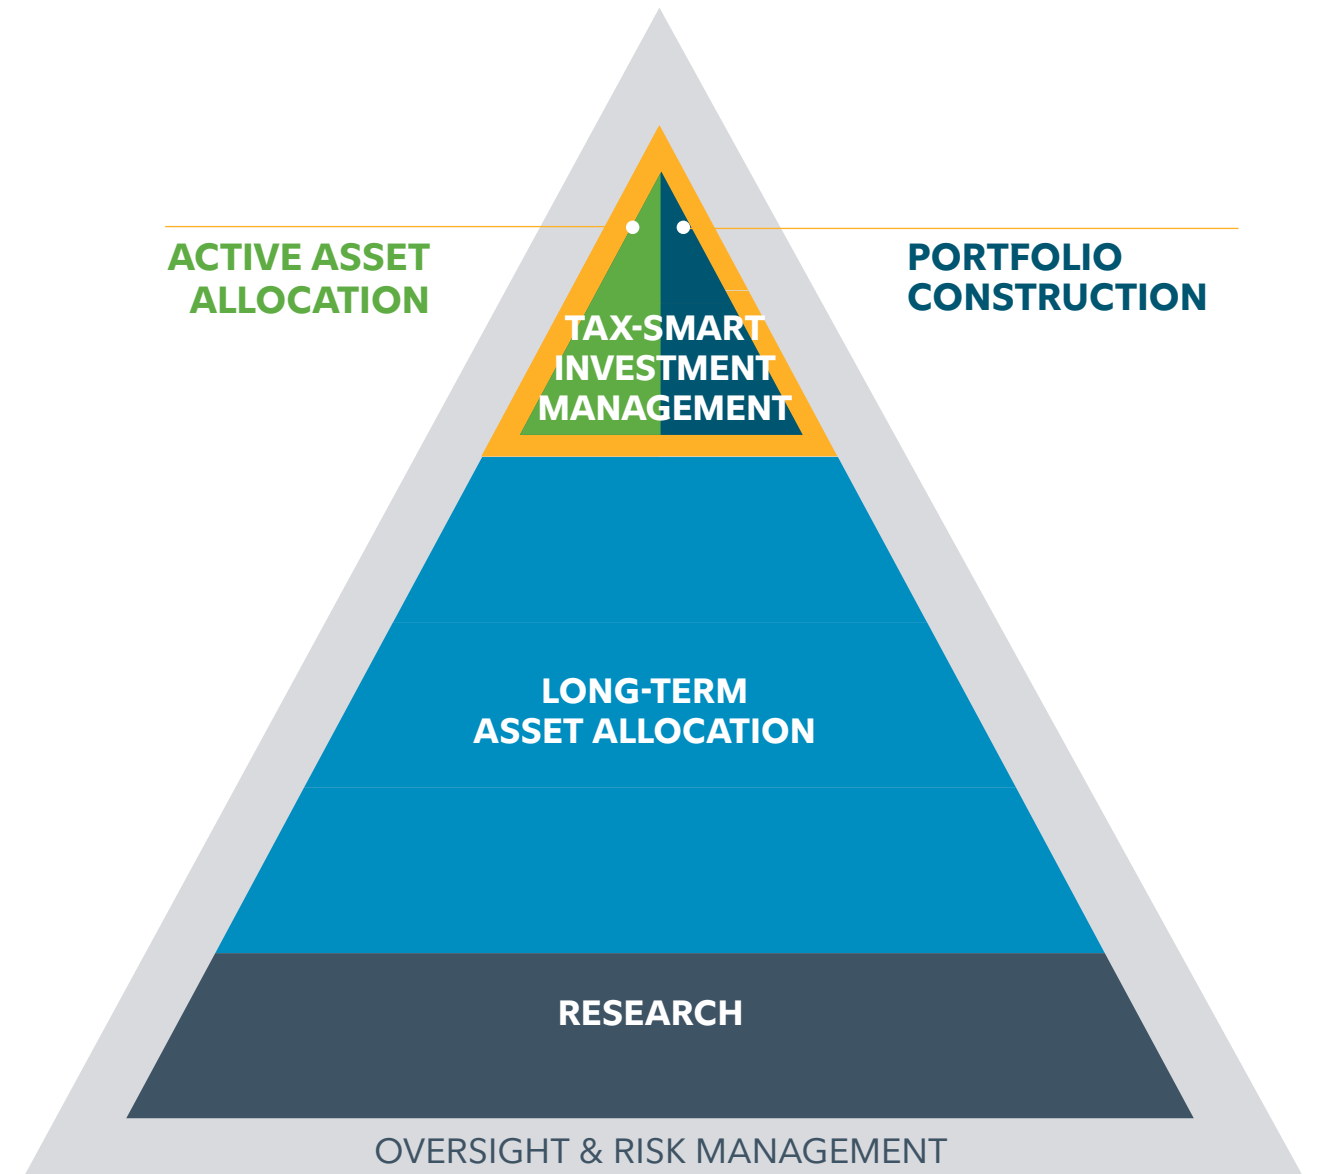 ACTIVE ASSET
ALLOCATION
PORTFOLIO
CONSTRUCTION
TAX-SMART
INVESTMENT
MANAGEMENT
LONG-TERM
ASSET ALLOCATION
RESEARCH
OVERSIGHT & RISK MANAGEMENT